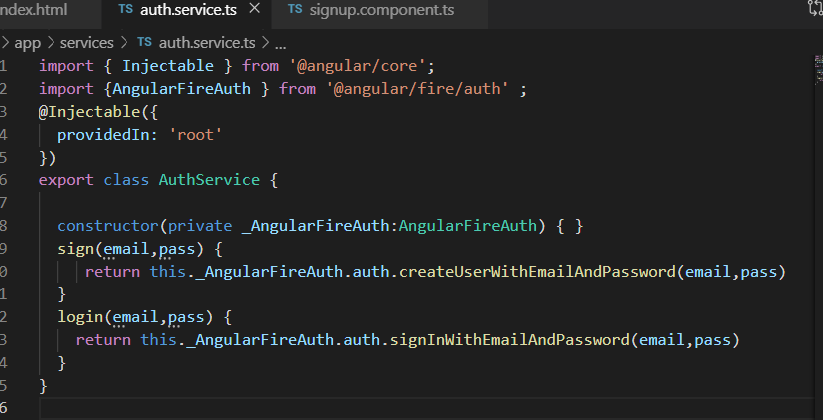 ndex.html TS auth.service.ts × TS signup.component.ts
> app > services > TS auth.service.ts > ...
1 import { Injectable } from '@angular/core';
2 import {AngularFireAuth } from '@angular/fire/auth' ;
3 @Injectable({
4 providedIn: 'root'
5 })
6 export class AuthService {
7
8 constructor(private _AngularFireAuth:AngularFireAuth) { }
9 sign(email,pass) {
0 return this._AngularFireAuth.auth.createUserWithEmailAndPassword(email,pass)
1 }
2 login(email,pass) {
3 return this._AngularFireAuth.auth.signInWithEmailAndPassword(email,pass)
4 }
5 }
6